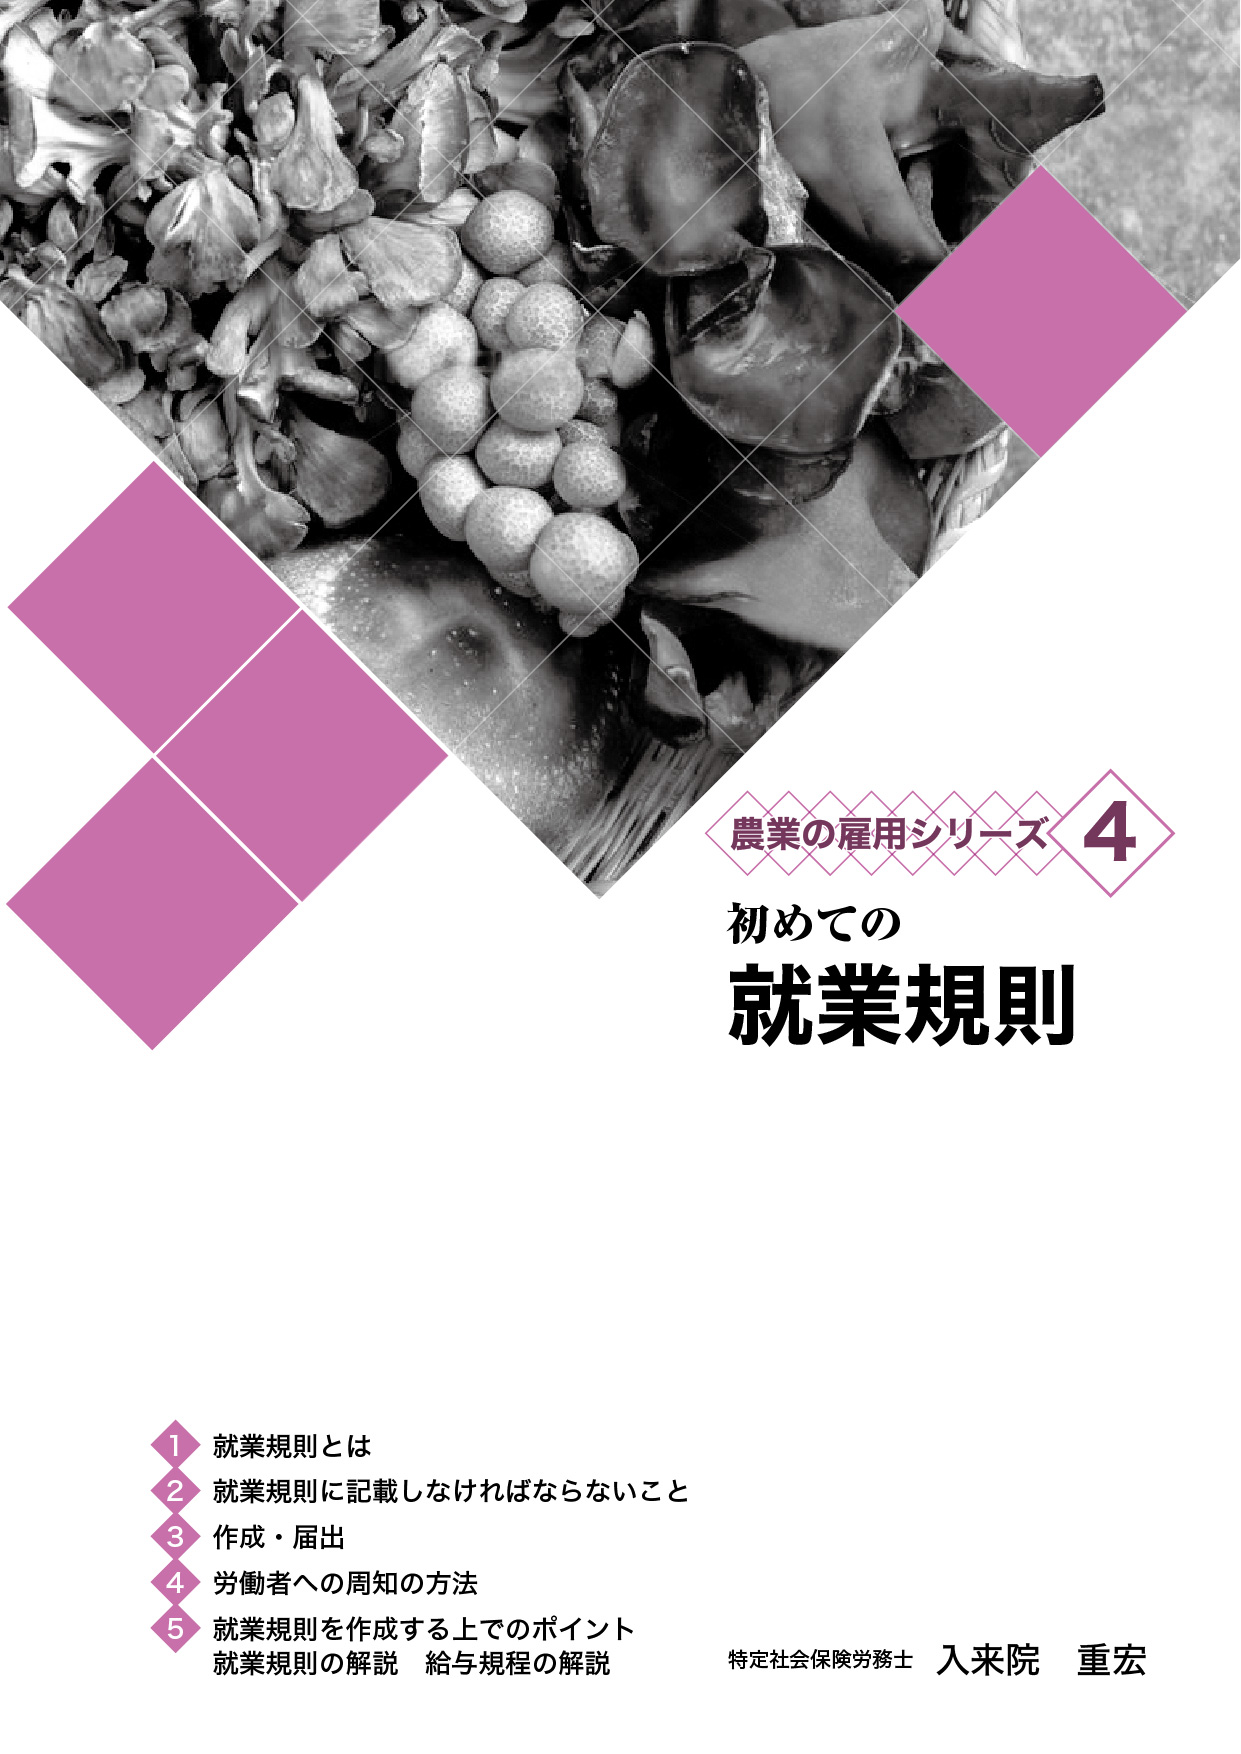 農業の雇用シリーズ 4
初めての
就業規則
1 就業規則とは
2 就業規則に記載しなければならないこと
3 作成・届出
4 労働者への周知の方法
5 就業規則を作成する上でのポイント
就業規則の解説　給与規程の解説
特定社会保険労務士　入来院　重宏